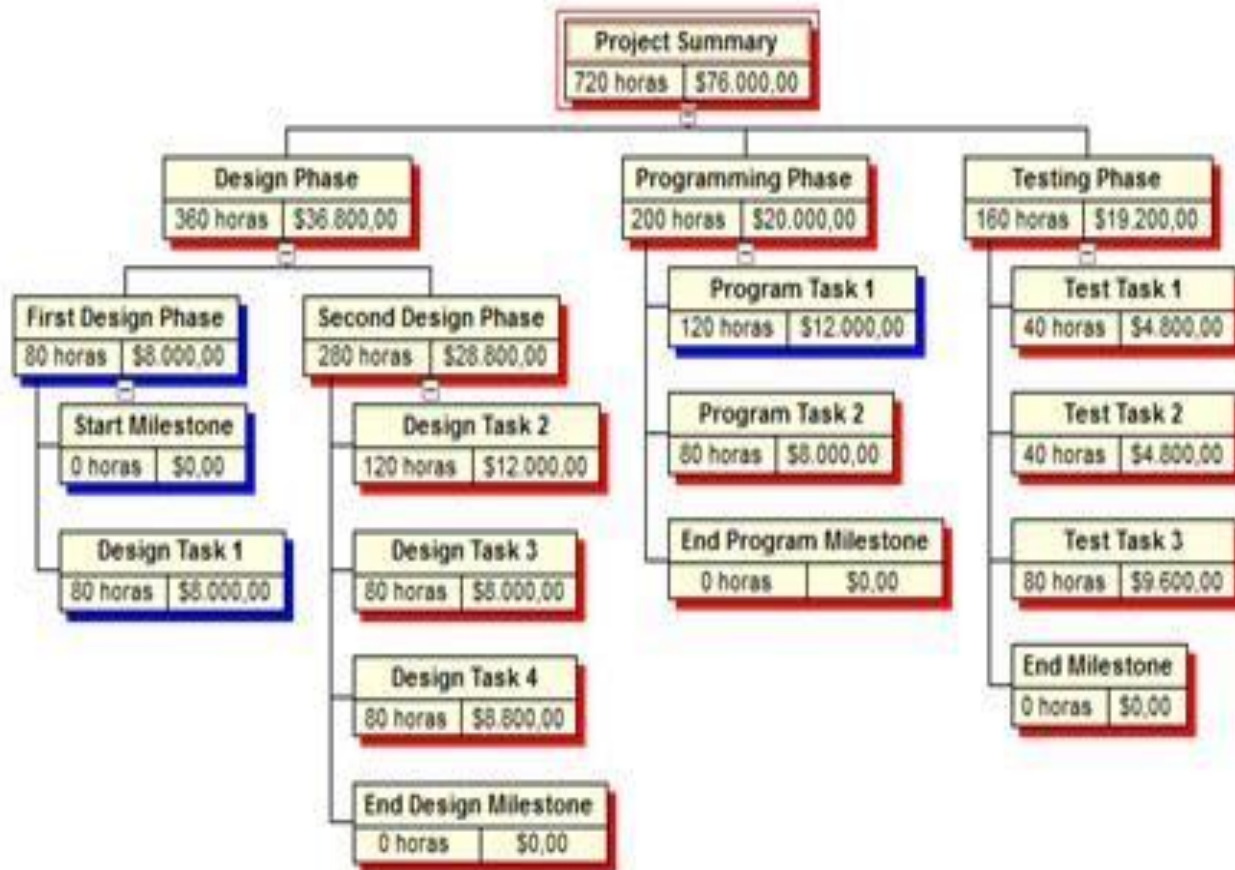 Project Summary
720 horas $76.000,00
Design Phase
360 horas $36.800,00
Programming Phase
200 horas $20.000,00
Testing Phase
160 horas $19.200,00
First Design Phase
80 horas $8.000,00
Second Design Phase
280 horas $28.800,00
Program Task 1
120 horas $12.000,00
Test Task 1
40 horas $4.800,00
Start Milestone
0 horas $0,00
Design Task 2
120 horas $12.000,00
Program Task 2
80 horas $8.000,00
Test Task 2
40 horas $4.800,00
Design Task 1
80 horas $8.000,00
Design Task 3
80 horas $8.000,00
End Program Milestone
0 horas $0,00
Test Task 3
80 horas $9.600,00
Design Task 4
80 horas $8.800,00
End Milestone
0 horas $0,00
End Design Milestone
0 horas $0,00